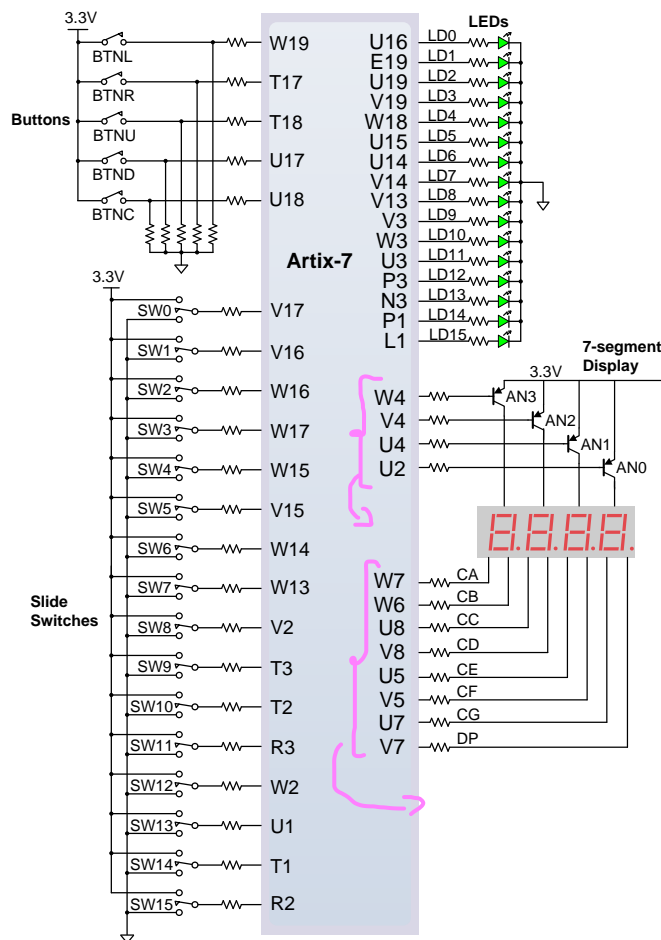 3.3V
BTNL
BTNR
Buttons
BTNU
BTND
BTNC
W19
T17
T18
U17
U18
Artix-7
LEDs
U16 LD0
E19 LD1
U19 LD2
V19 LD3
W18 LD4
U15 LD5
U14 LD6
V14 LD7
V13 LD8
V3 LD9
W3 LD10
U3 LD11
P3 LD12
N3 LD13
P1 LD14
L1 LD15
3.3V
SW0 V17
SW1 V16
SW2 W16
SW3 W17
SW4 W15
SW5 V15
SW6 W14
SW7 W13
Slide
Switches
SW8 V2
SW9 T3
SW10 T2
SW11 R3
SW12 W2
SW13 U1
SW14 T1
SW15 R2
7-segment
Display
3.3V
W4 AN3
V4 AN2
U4 AN1
U2 AN0
8.8.8.8.
W7 CA
W6 CB
U8 CC
V8 CD
U5 CE
V5 CF
U7 CG
V7 DP